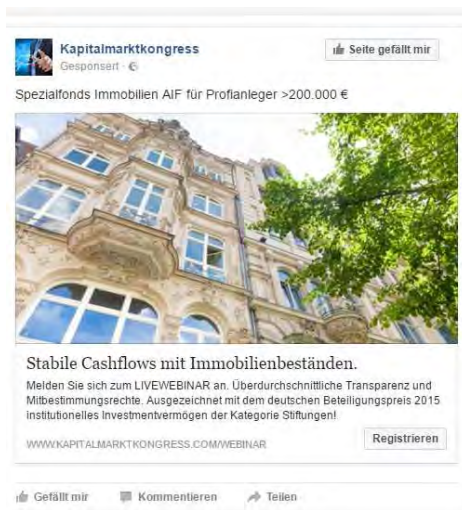 Kapitalmarktkongress
Seite gefällt mir
Gesponsert ·
Spezialfonds Immobilien AIF für Profianleger >200.000 €
Stabile Cashflows mit Immobilienbeständen.
Melden Sie sich zum LIVEWEBINAR an. Überdurchschnittliche Transparenz und
Mitbestimmungsrechte. Ausgezeichnet mit dem deutschen Beteiligungspreis 2015
institutionelles Investmentvermögen der Kategorie Stiftungen!
WWW.KAPITALMARKTKONGRESS.COM/WEBINAR
Registrieren
Gefällt mir
Kommentieren
Teilen